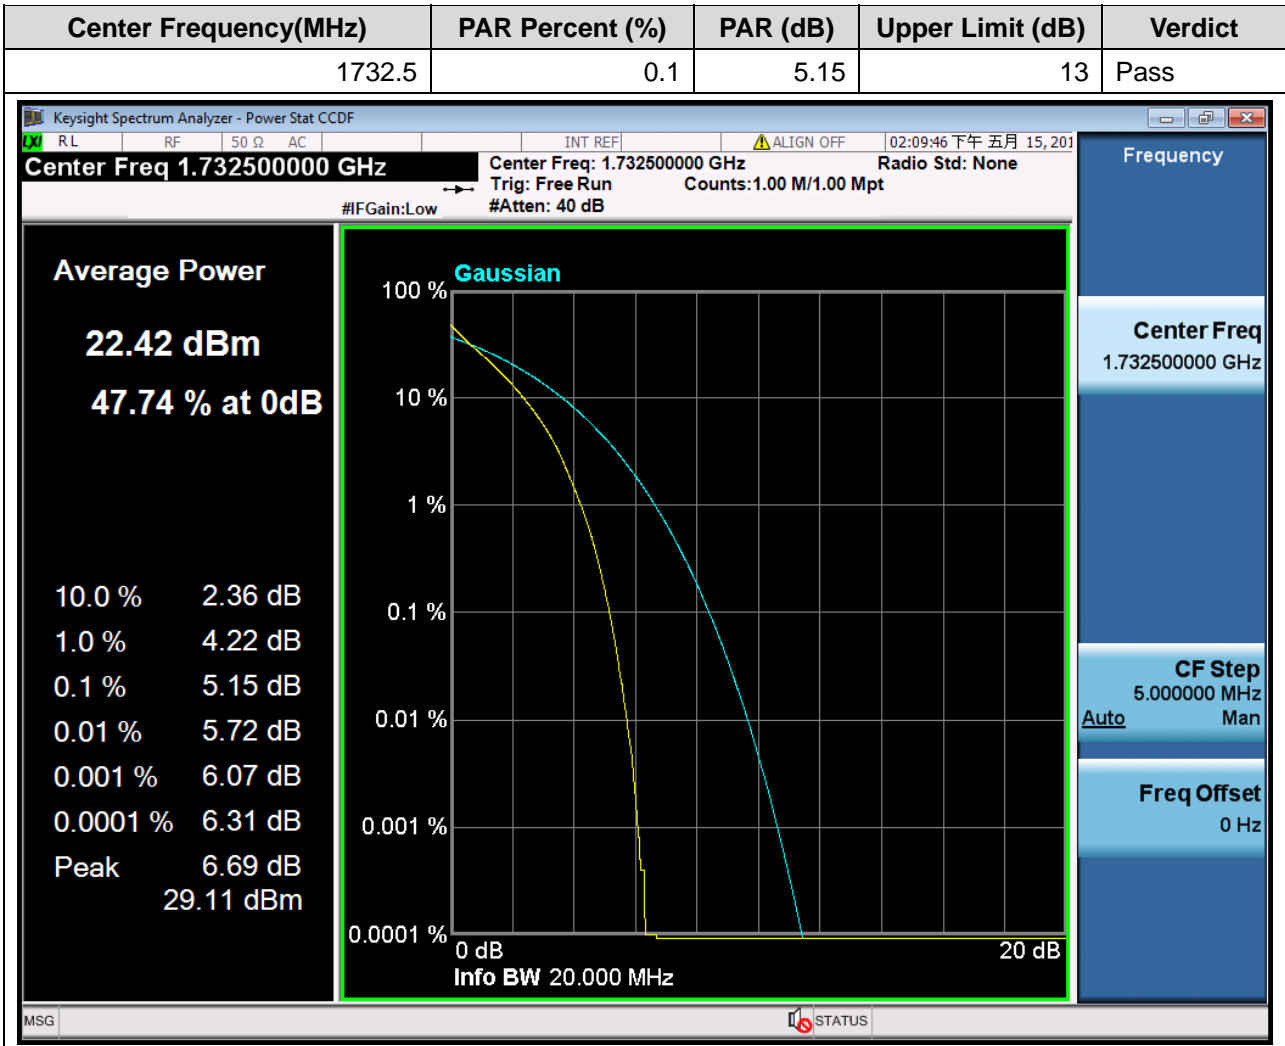 Center Frequency(MHz) PAR Percent (%) PAR (dB) Upper Limit (dB) Verdict
1732.5 0.1 5.15 13 Pass
Keysight Spectrum Analyzer - Power Stat CCDF
LXI RL RF 50 Ω AC INT REF ALIGN OFF 02:09:46 下午 五月 15, 201
Center Freq 1.732500000 GHz
Center Freq: 1.732500000 GHz Radio Std: None
Trig: Free Run Counts:1.00 M/1.00 Mpt
#IFGain:Low #Atten: 40 dB
Frequency
Average Power
22.42 dBm
47.74 % at 0dB
10.0 % 2.36 dB
1.0 % 4.22 dB
0.1 % 5.15 dB
0.01 % 5.72 dB
0.001 % 6.07 dB
0.0001 % 6.31 dB
Peak 6.69 dB
29.11 dBm
Gaussian
100 %
10 %
1 %
0.1 %
0.01 %
0.001 %
0.0001 %
0 dB 20 dB
Info BW 20.000 MHz
Center Freq
1.732500000 GHz
CF Step
5.000000 MHz
Auto Man
Freq Offset
0 Hz
MSG STATUS